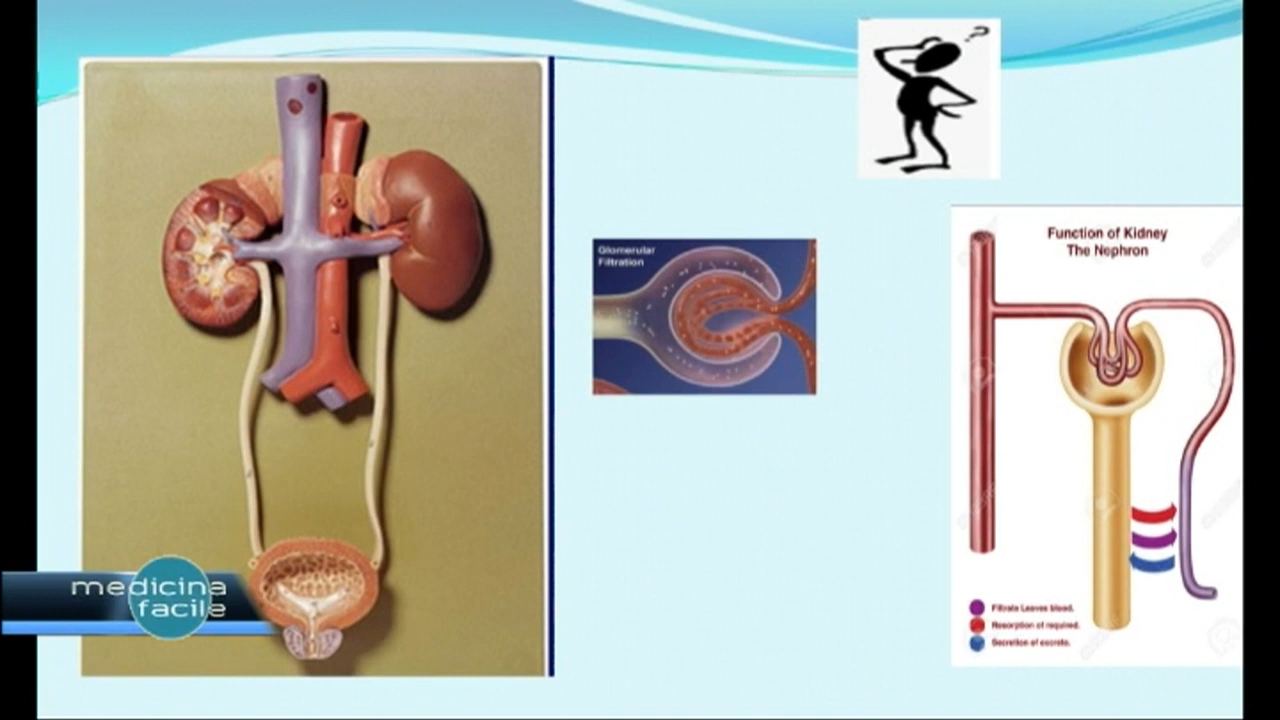 Glomerular
Filtration
Function of Kidney
The Nephron
Filtrate Leaves blood.
Resorption of required.
Secretion of excrete.
medicina
facile
?